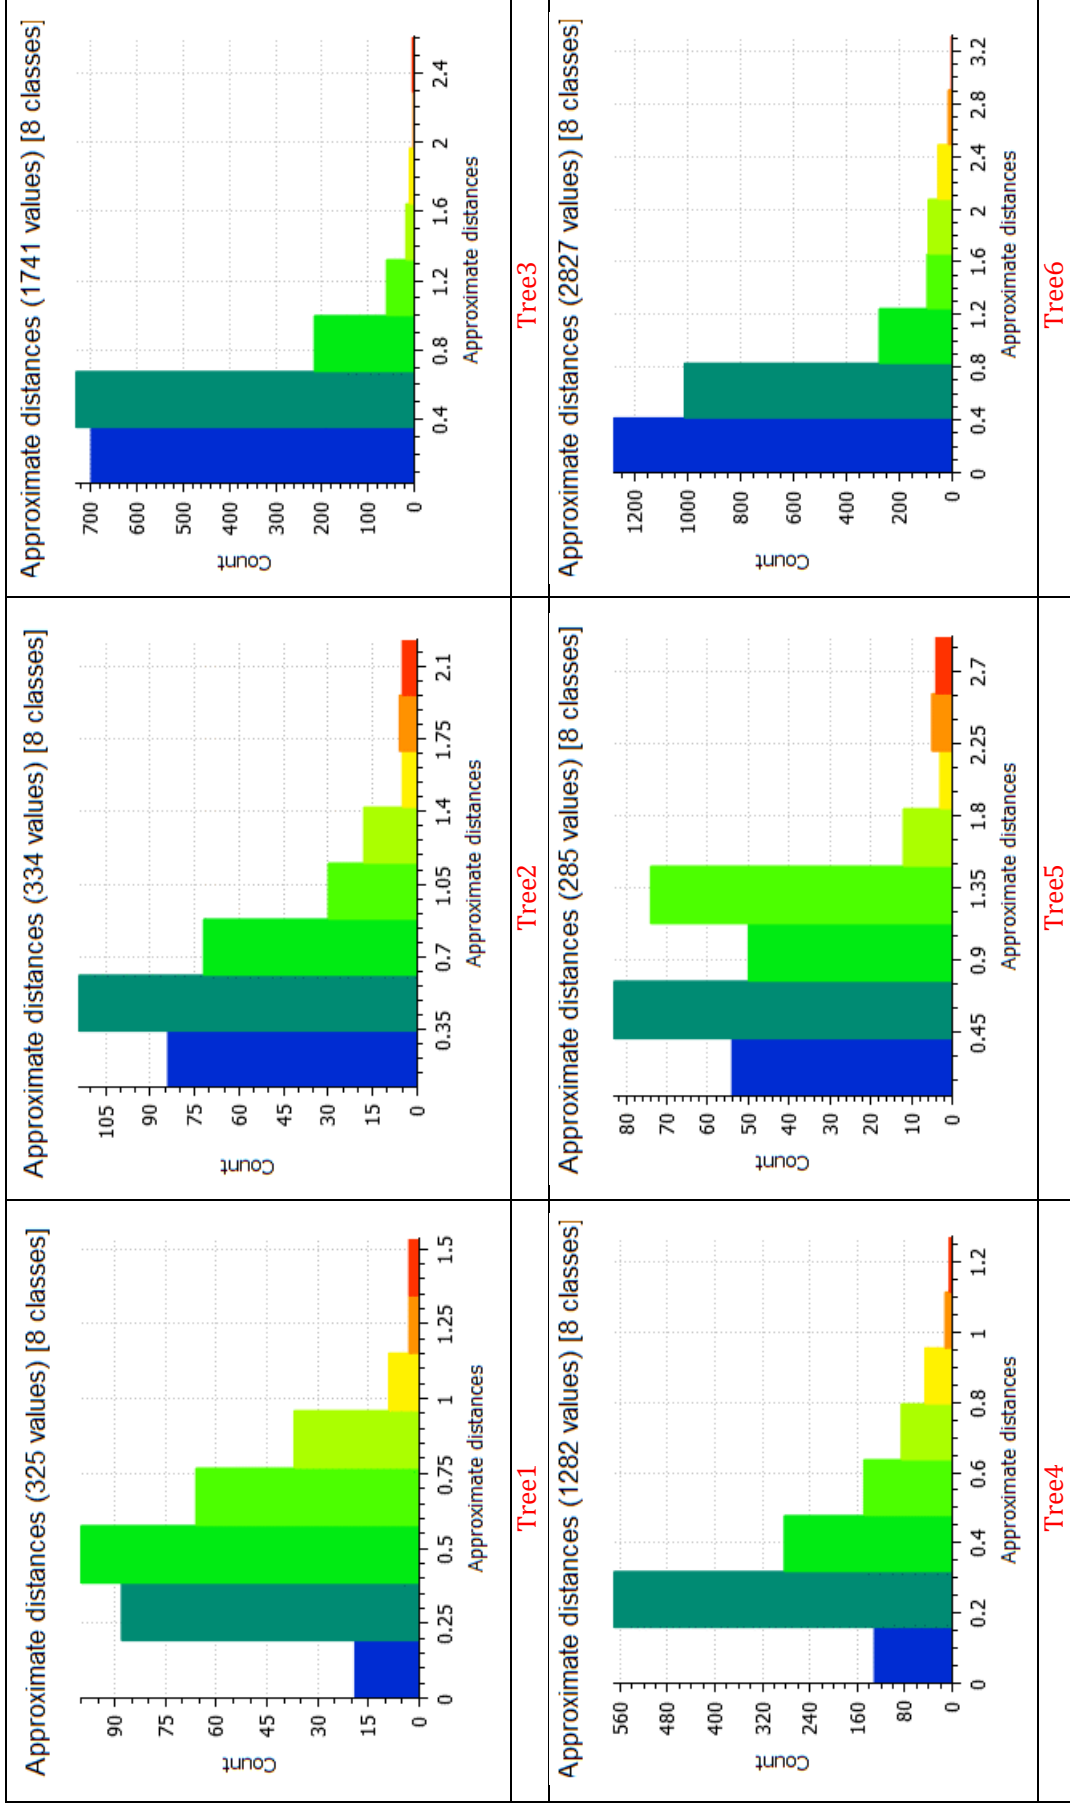 Approximate distances (325 values) [8 classes]
Count
90
75
60
45
30
15
0
0 0.25 0.5 0.75 1 1.25 1.5
Approximate distances
Tree1
Approximate distances (334 values) [8 classes]
Count
105
90
75
60
45
30
15
0
0.35 0.7 1.05 1.4 1.75 2.1
Approximate distances
Tree2
Approximate distances (1741 values) [8 classes]
Count
700
600
500
400
300
200
100
0
0.4 0.8 1.2 1.6 2 2.4
Approximate distances
Tree3
Approximate distances (1282 values) [8 classes]
Count
560
480
400
320
240
160
80
0
0 0.2 0.4 0.6 0.8 1 1.2
Approximate distances
Tree4
Approximate distances (285 values) [8 classes]
Count
80
70
60
50
40
30
20
10
0
0.45 0.9 1.35 1.8 2.25 2.7
Approximate distances
Tree5
Approximate distances (2827 values) [8 classes]
Count
1200
1000
800
600
400
200
0
0 0.4 0.8 1.2 1.6 2 2.4 2.8 3.2
Approximate distances
Tree6